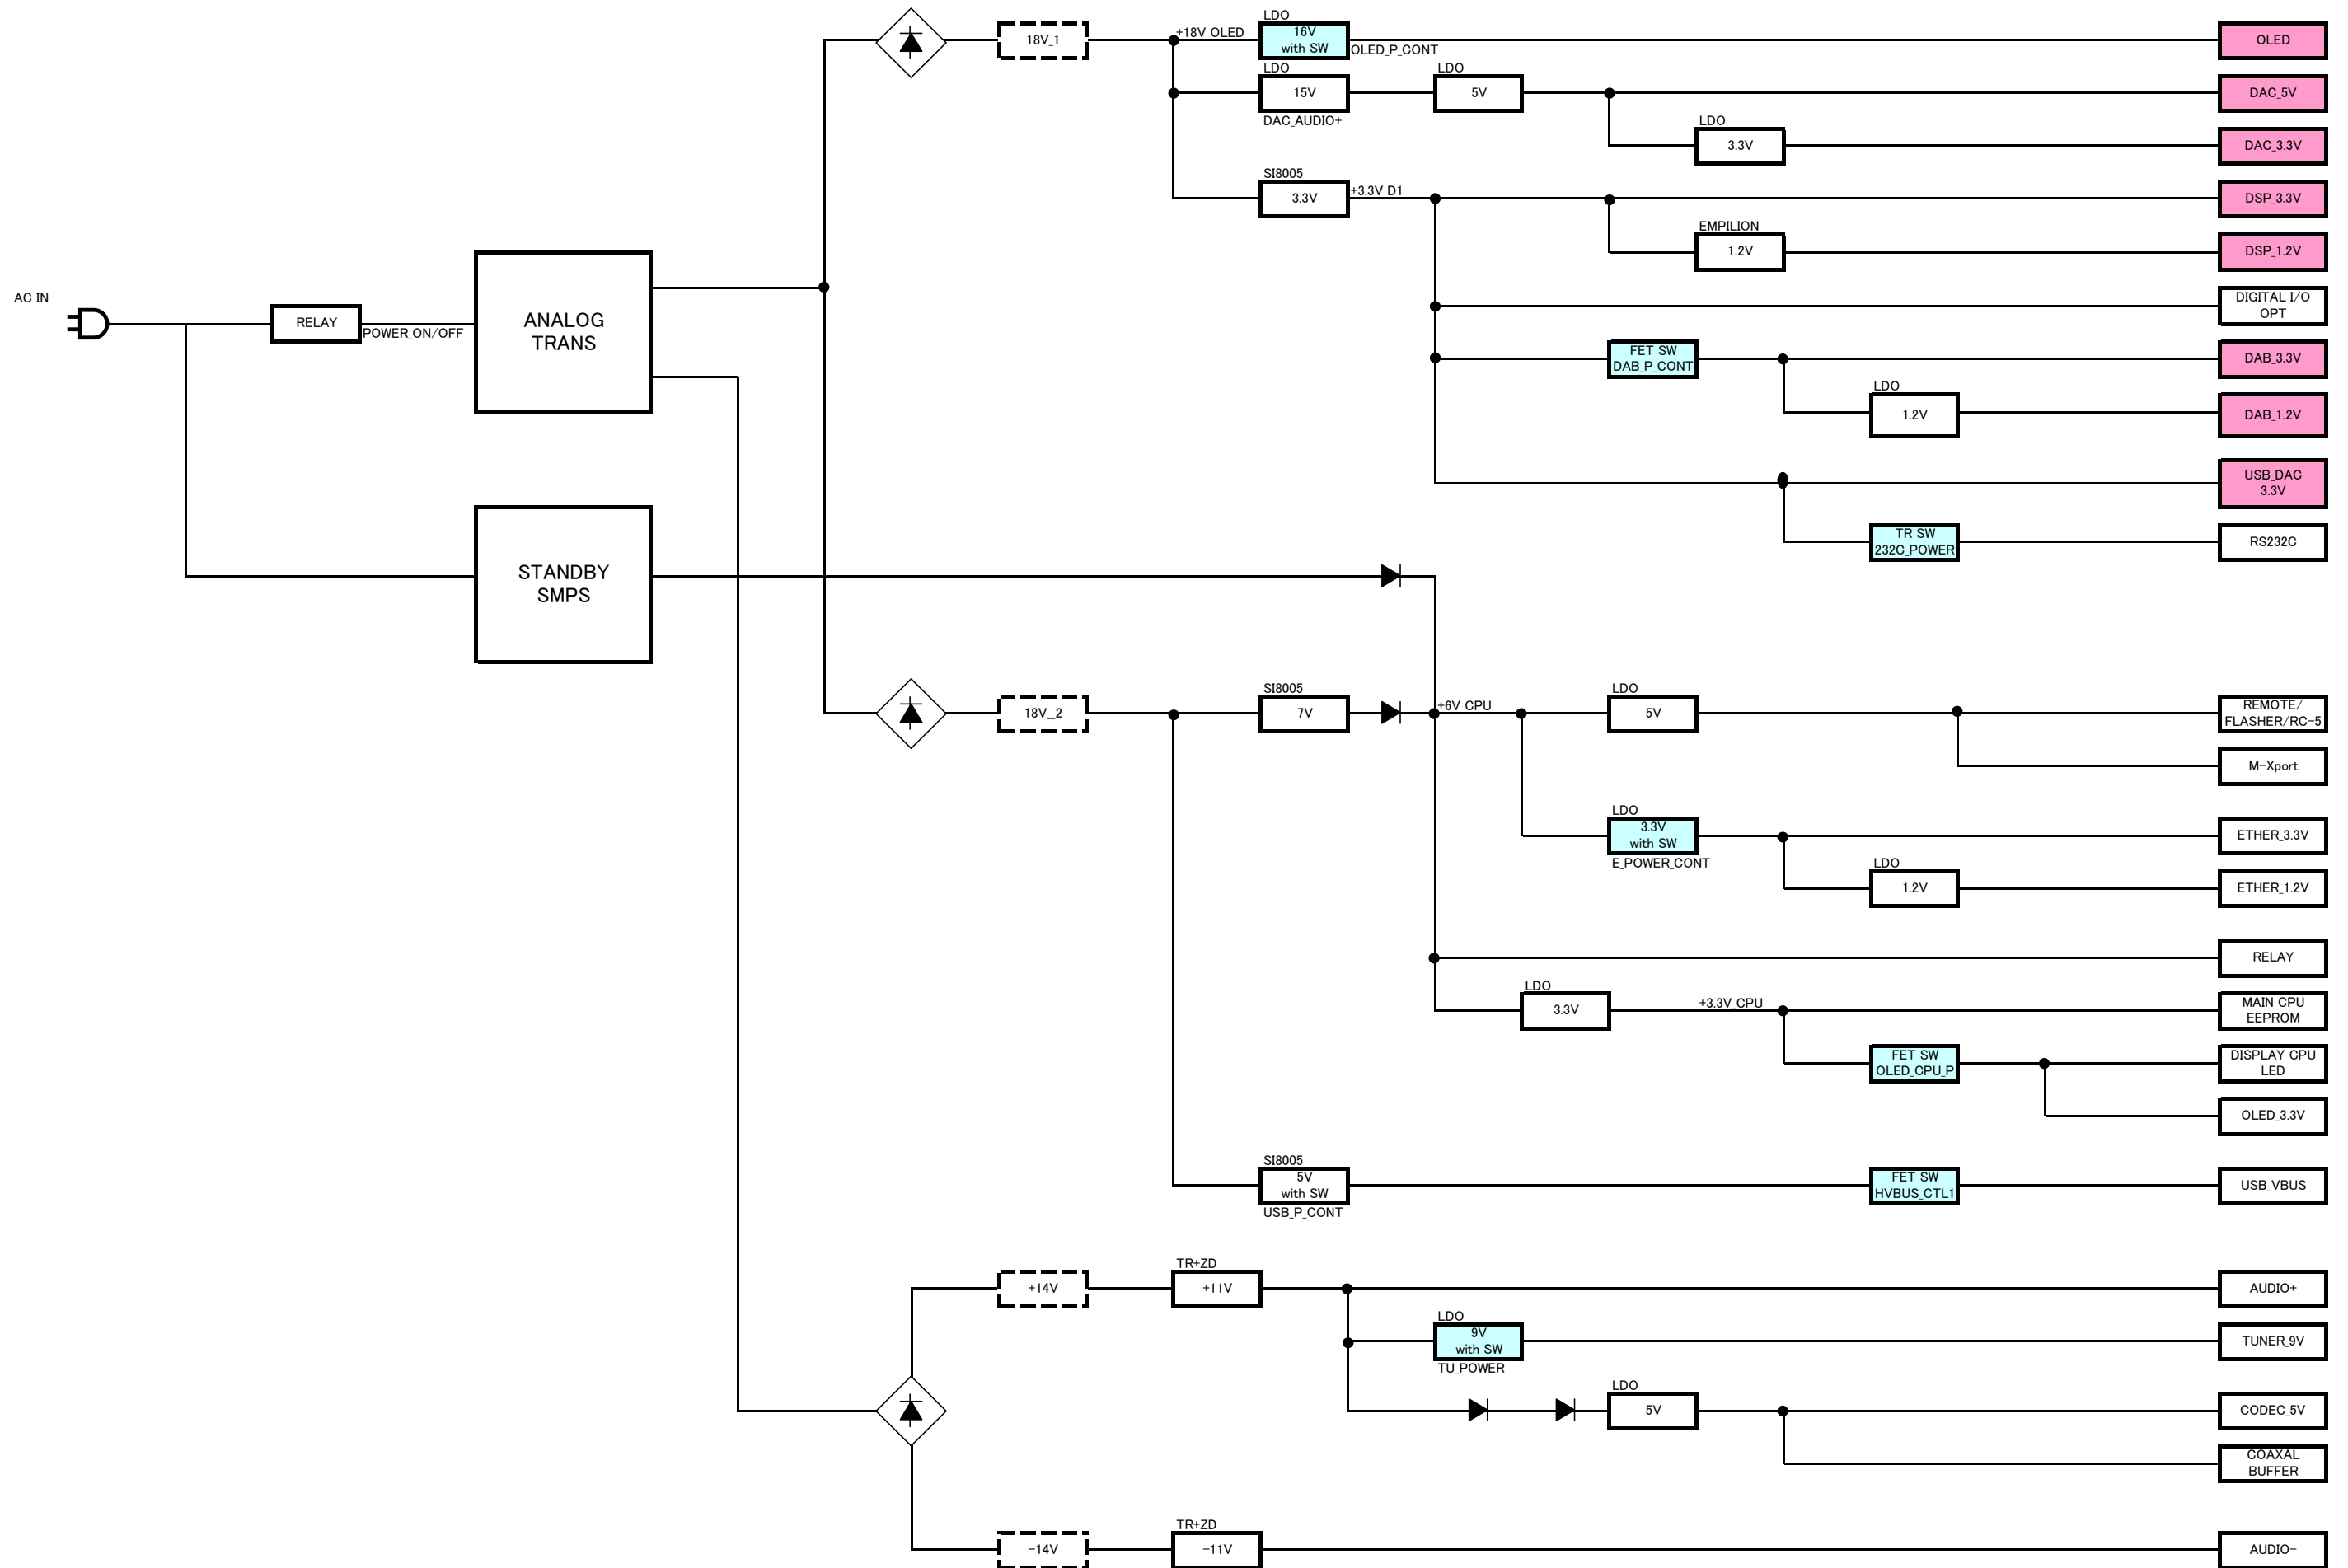 LDO
+18V OLED
16V
with SW
OLED_P_CONT
18V_1
OLED
LDO
15V
DAC_AUDIO+
LDO
5V
DAC_5V
LDO
3.3V
DAC_3.3V
SI8005
3.3V
+3.3V D1
DSP_3.3V
EMPILION
1.2V
DSP_1.2V
AC IN
RELAY
POWER_ON/OFF
ANALOG
TRANS
DIGITAL I/O
OPT
FET SW
DAB_P_CONT
DAB_3.3V
LDO
1.2V
DAB_1.2V
USB_DAC
3.3V
TR SW
232C_POWER
RS232C
STANDBY
SMPS
18V_2
SI8005
7V
+6V CPU
LDO
5V
REMOTE/
FLASHER/RC-5
M-Xport
LDO
3.3V
with SW
E_POWER_CONT
ETHER_3.3V
LDO
1.2V
ETHER_1.2V
RELAY
LDO
3.3V
+3.3V_CPU
MAIN CPU
EEPROM
FET SW
OLED_CPU_P
DISPLAY CPU
LED
OLED_3.3V
SI8005
5V
with SW
USB_P_CONT
FET SW
HVBUS_CTL1
USB_VBUS
+14V
TR+ZD
+11V
AUDIO+
LDO
9V
with SW
TU_POWER
TUNER_9V
LDO
5V
CODEC_5V
COAXAL
BUFFER
-14V
TR+ZD
-11V
AUDIO-